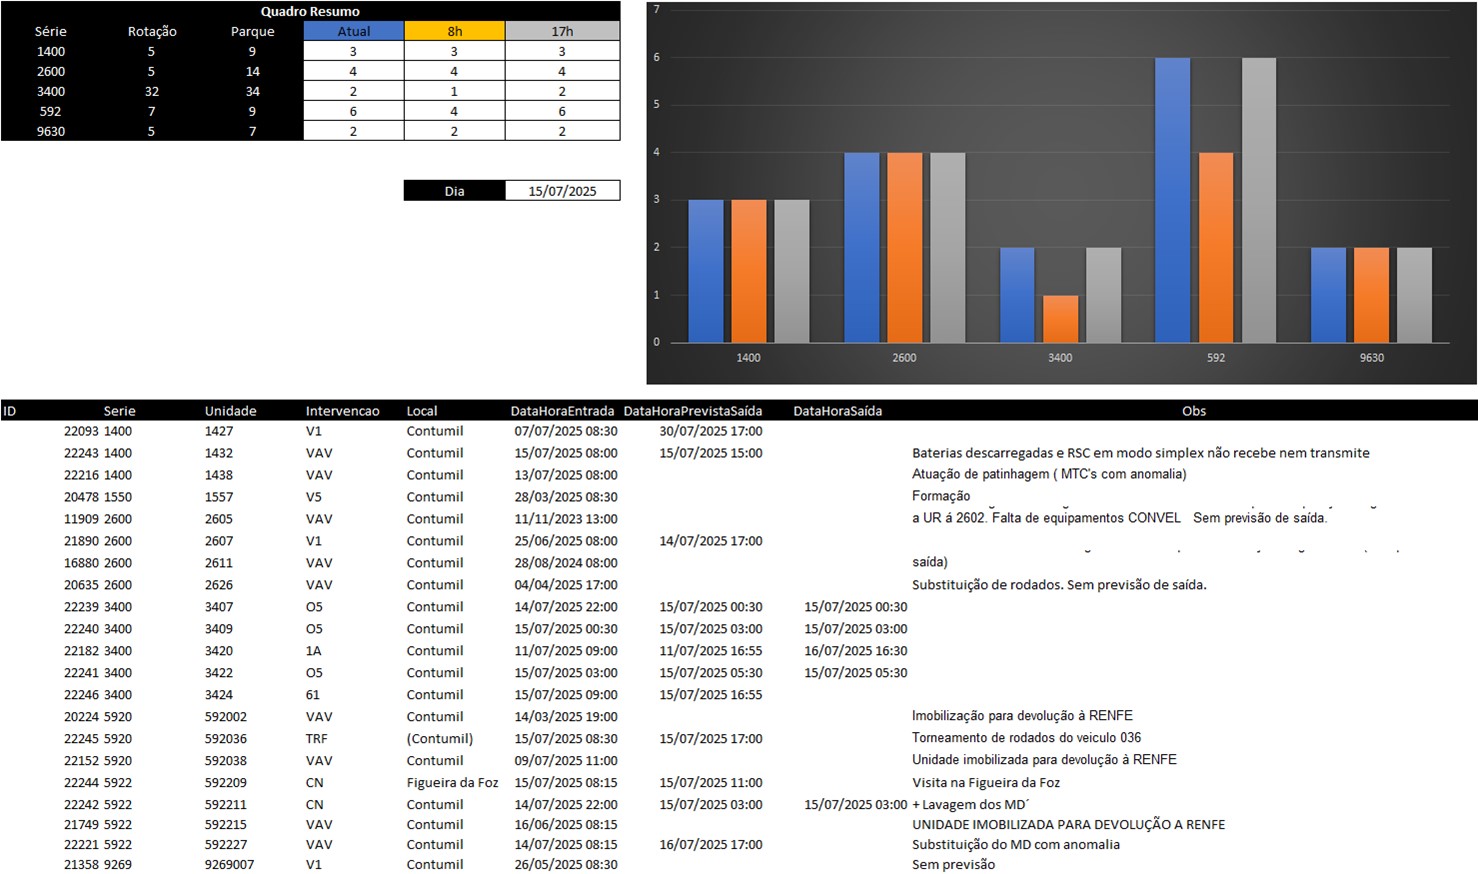 Quadro Resumo
Série Rotação Parque Atual 8h 17h
1400 5 9 3 3 3
2600 5 14 4 4 4
3400 32 34 2 1 2
592 7 9 6 4 6
9630 5 7 2 2 2
Dia 15/07/2025
7
6
5
4
3
2
1
0
1400 2600 3400 592 9630
ID Serie Unidade Intervencao Local DataHoraEntrada DataHoraPrevistaSaída DataHoraSaída Obs
22093 1400 1427 V1 Contumil 07/07/2025 08:30 30/07/2025 17:00
22243 1400 1432 VAV Contumil 15/07/2025 08:00 15/07/2025 15:00 Baterias descarregadas e RSC em modo simplex não recebe nem transmite
22216 1400 1438 VAV Contumil 13/07/2025 08:00 Atuação de patinhagem ( MTC's com anomalia)
20478 1550 1557 V5 Contumil 28/03/2025 08:30 Formação
11909 2600 2605 VAV Contumil 11/11/2023 13:00 a UR á 2602. Falta de equipamentos CONVEL Sem previsão de saída.
21890 2600 2607 V1 Contumil 25/06/2025 08:00 14/07/2025 17:00
16880 2600 2611 VAV Contumil 28/08/2024 08:00 saída)
20635 2600 2626 VAV Contumil 04/04/2025 17:00 Substituição de rodados. Sem previsão de saída.
22239 3400 3407 O5 Contumil 14/07/2025 22:00 15/07/2025 00:30 15/07/2025 00:30
22240 3400 3409 O5 Contumil 15/07/2025 00:30 15/07/2025 03:00 15/07/2025 03:00
22182 3400 3420 1A Contumil 11/07/2025 09:00 11/07/2025 16:55 16/07/2025 16:30
22241 3400 3422 O5 Contumil 15/07/2025 03:00 15/07/2025 05:30 15/07/2025 05:30
22246 3400 3424 61 Contumil 15/07/2025 09:00 15/07/2025 16:55
20224 5920 592002 VAV Contumil 14/03/2025 19:00 Imobilização para devolução à RENFE
22245 5920 592036 TRF (Contumil) 15/07/2025 08:30 15/07/2025 17:00 Torneamento de rodados do veiculo 036
22152 5920 592038 VAV Contumil 09/07/2025 11:00 Unidade imobilizada para devolução à RENFE
22244 5922 592209 CN Figueira da Foz 15/07/2025 08:15 15/07/2025 11:00 Visita na Figueira da Foz
22242 5922 592211 CN Contumil 14/07/2025 22:00 15/07/2025 03:00 15/07/2025 03:00 + Lavagem dos MD´
21749 5922 592215 VAV Contumil 16/06/2025 08:15 UNIDADE IMOBILIZADA PARA DEVOLUÇÃO A RENFE
22221 5922 592227 VAV Contumil 14/07/2025 08:15 16/07/2025 17:00 Substituição do MD com anomalia
21358 9269 9269007 V1 Contumil 26/05/2025 08:30 Sem previsão